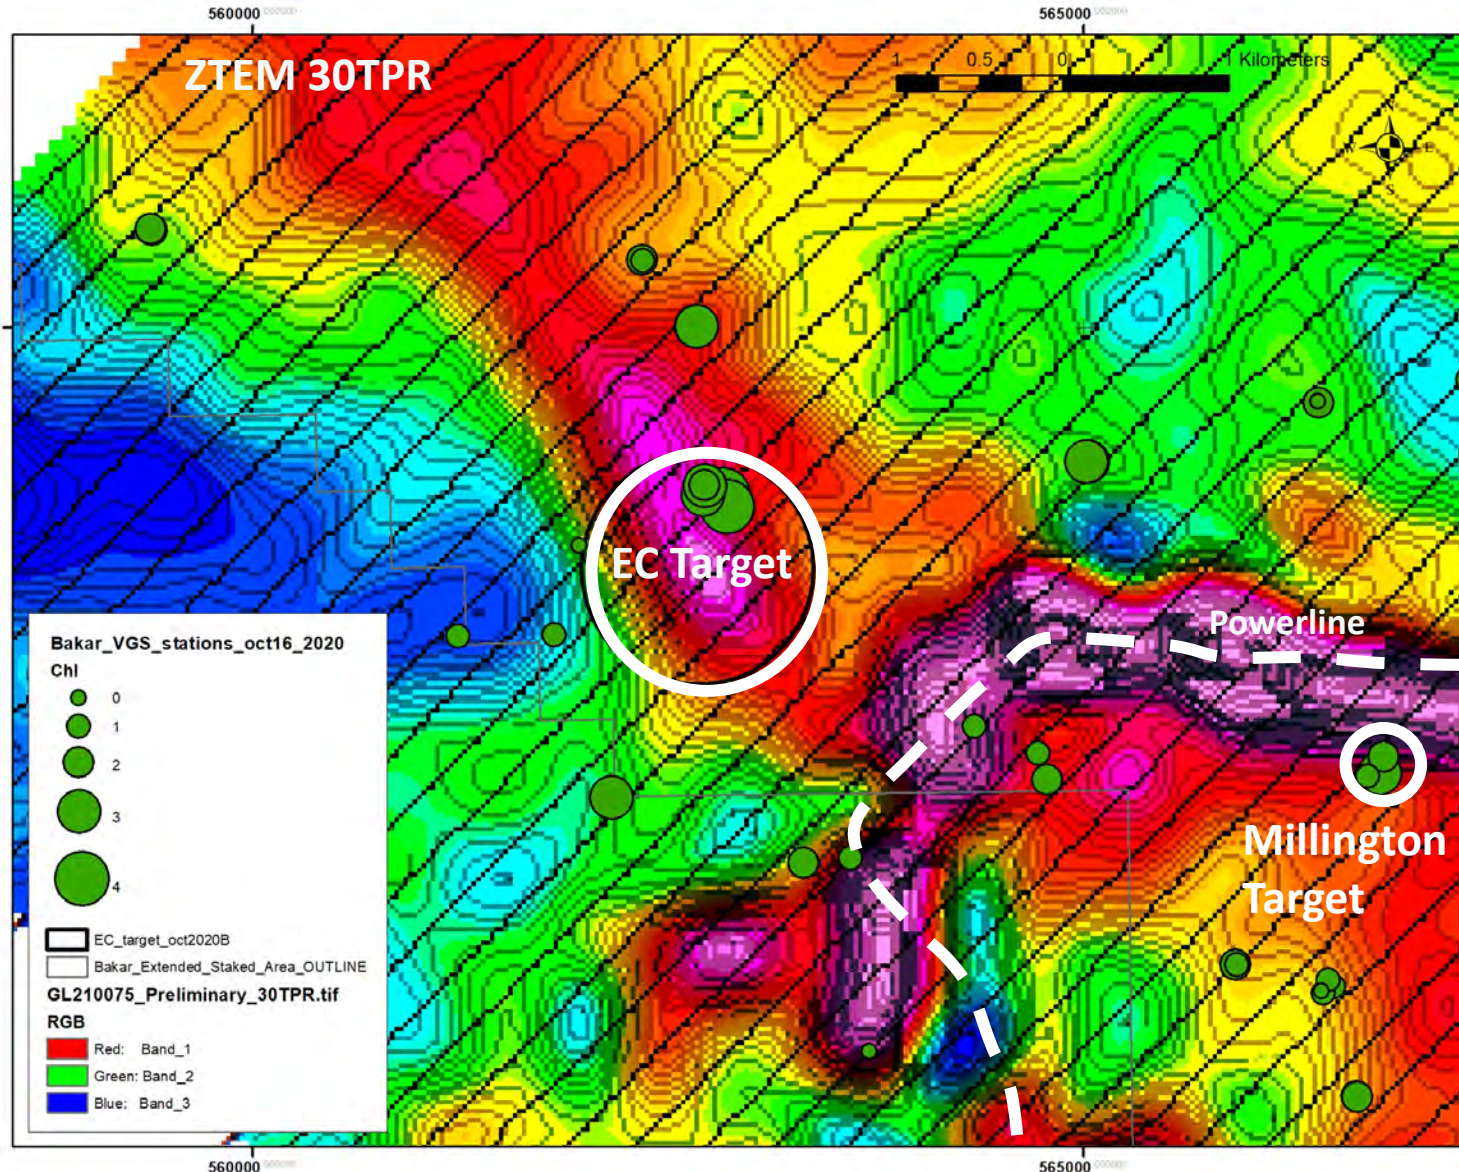 560000
565000
ZTEM 30TPR
1 0.5 0 1 Kilometers
N
W E
S
EC Target
Powerline
Millington
Target
Bakar_VGS_stations_oct16_2020
Chl
0
1
2
3
4
EC_target_oct2020B
Bakar_Extended_Staked_Area_OUTLINE
GL210075_Preliminary_30TPR.tif
RGB
Red: Band_1
Green: Band_2
Blue: Band_3
560000
565000